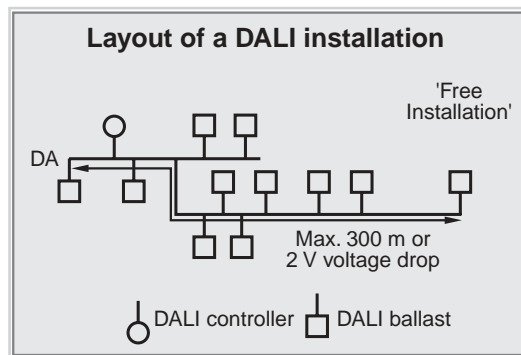 Layout of a DALI installation
'Free
Installation'
DA
Max. 300 m or
2 V voltage drop
DALI controller
DALI ballast